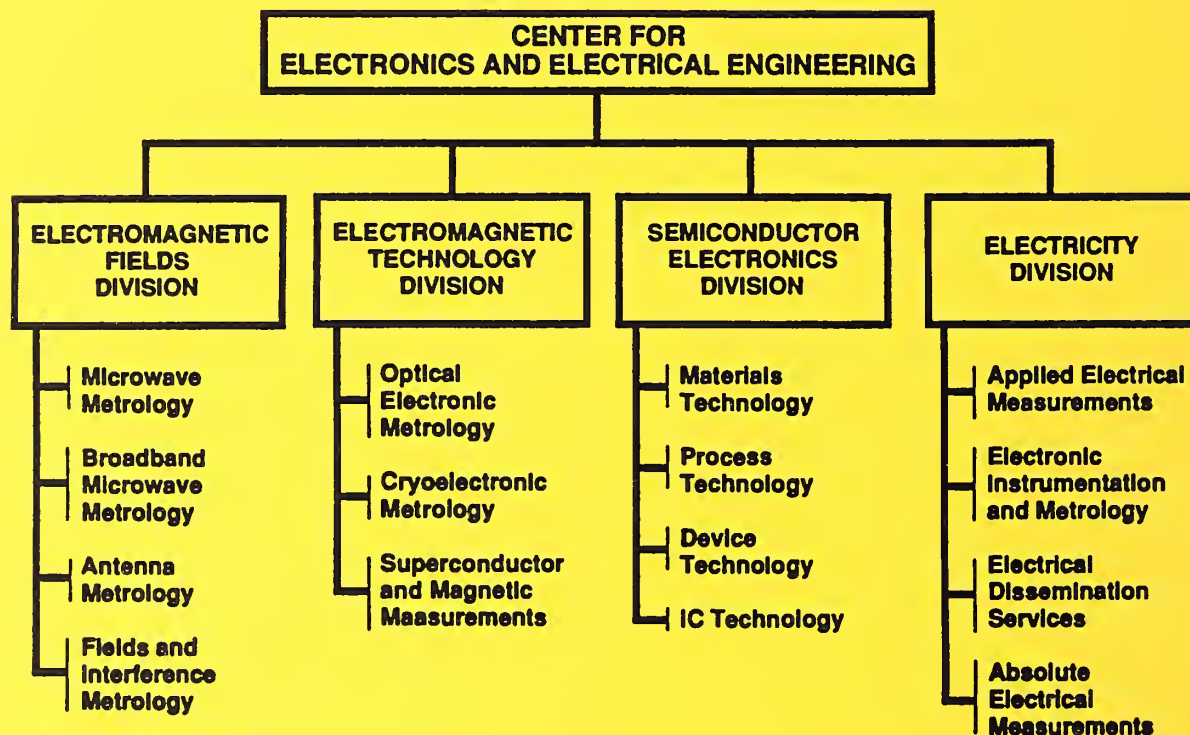 CENTER FOR
ELECTRONICS AND ELECTRICAL ENGINEERING
ELECTROMAGNETIC
FIELDS
DIVISION
Microwave
Metrology
Broadband
Microwave
Metrology
Antenna
Metrology
Fields and
Interference
Metrology
ELECTROMAGNETIC
TECHNOLOGY
DIVISION
Optical
Electronic
Metrology
Cryoelectronic
Metrology
Superconductor
and Magnetic
Maasurements
SEMICONDUCTOR
ELECTRONICS
DIVISION
Materials
Technology
Process
Technology
Device
Technology
IC Technology
ELECTRICITY
DIVISION
Applied Electrical
Measurements
Electronic
Instrumentation
and Metrology
Electrical
Dissemination
Services
Absolute
Electrical
Measurements